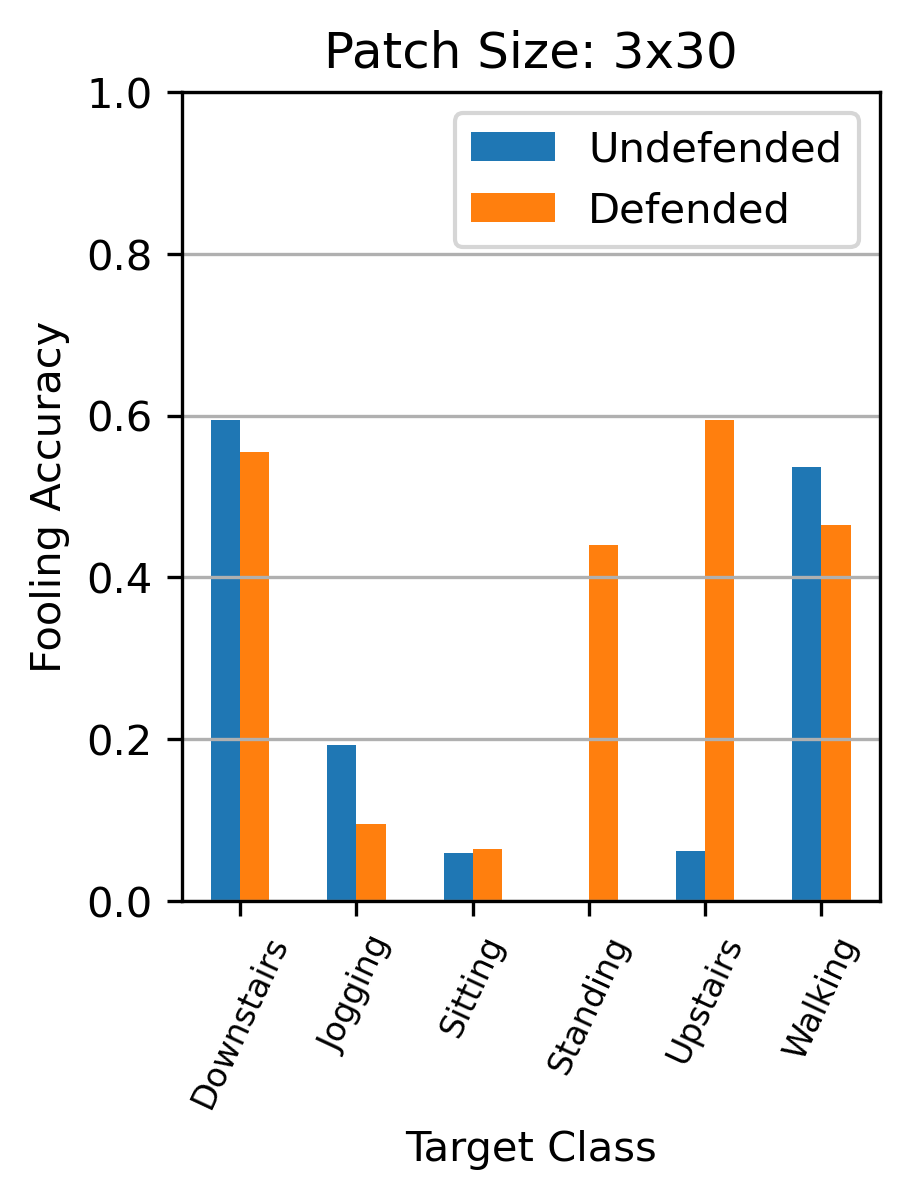 Patch Size: 3x30
1.0
0.8
0.6
0.4
0.2
0.0
Fooling Accuracy
Undefended
Defended
Downstairs
Jogging
Sitting
Standing
Upstairs
Walking
Target Class